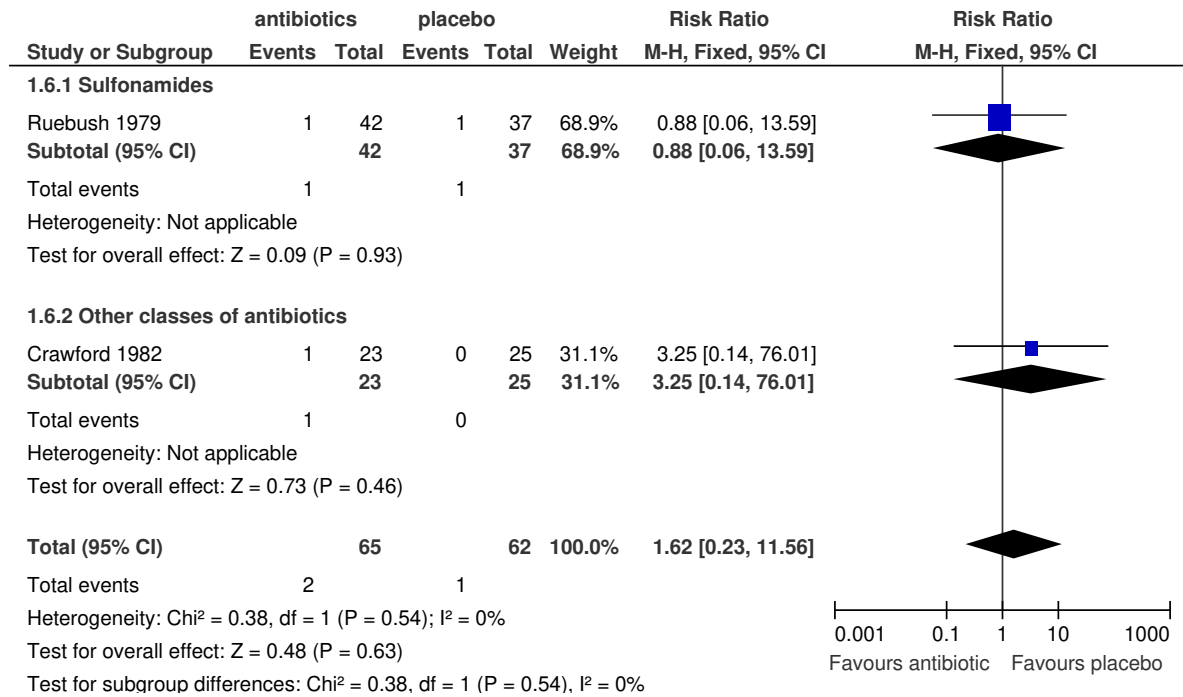 antibiotics placebo Risk Ratio Risk Ratio
Study or Subgroup Events Total Events Total Weight M-H, Fixed, 95% CI M-H, Fixed, 95% CI
1.6.1 Sulfonamides
Ruebush 1979 1 42 1 37 68.9% 0.88 [0.06, 13.59]
Subtotal (95% CI) 42 37 68.9% 0.88 [0.06, 13.59]
Total events 1 1
Heterogeneity: Not applicable
Test for overall effect: Z = 0.09 (P = 0.93)
1.6.2 Other classes of antibiotics
Crawford 1982 1 23 0 25 31.1% 3.25 [0.14, 76.01]
Subtotal (95% CI) 23 25 31.1% 3.25 [0.14, 76.01]
Total events 1 0
Heterogeneity: Not applicable
Test for overall effect: Z = 0.73 (P = 0.46)
Total (95% CI) 65 62 100.0% 1.62 [0.23, 11.56]
Total events 2 1
Heterogeneity: Chi² = 0.38, df = 1 (P = 0.54); I² = 0%
Test for overall effect: Z = 0.48 (P = 0.63)
Test for subgroup differences: Chi² = 0.38, df = 1 (P = 0.54), I² = 0%
0.001 0.1 1 10 1000
Favours antibiotic Favours placebo